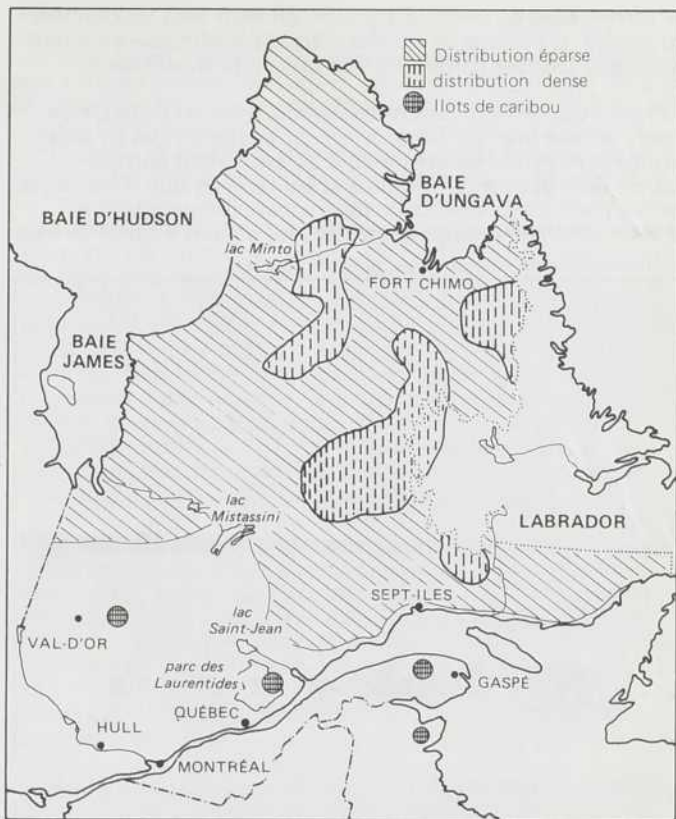 Distribution éparse
distribution dense
Ilots de caribou
BAIE
D'UNGAVA
BAIE D'HUDSON
lac Minto
FORT CHIMO
BAIE
JAMES
lac
Mistassini
LABRADOR
SEPT-ILES
lac
Saint-Jean
VAL-D'OR
parc des
Laurentides
GASPÉ
QUÉBEC
HULL
MONTRÉAL